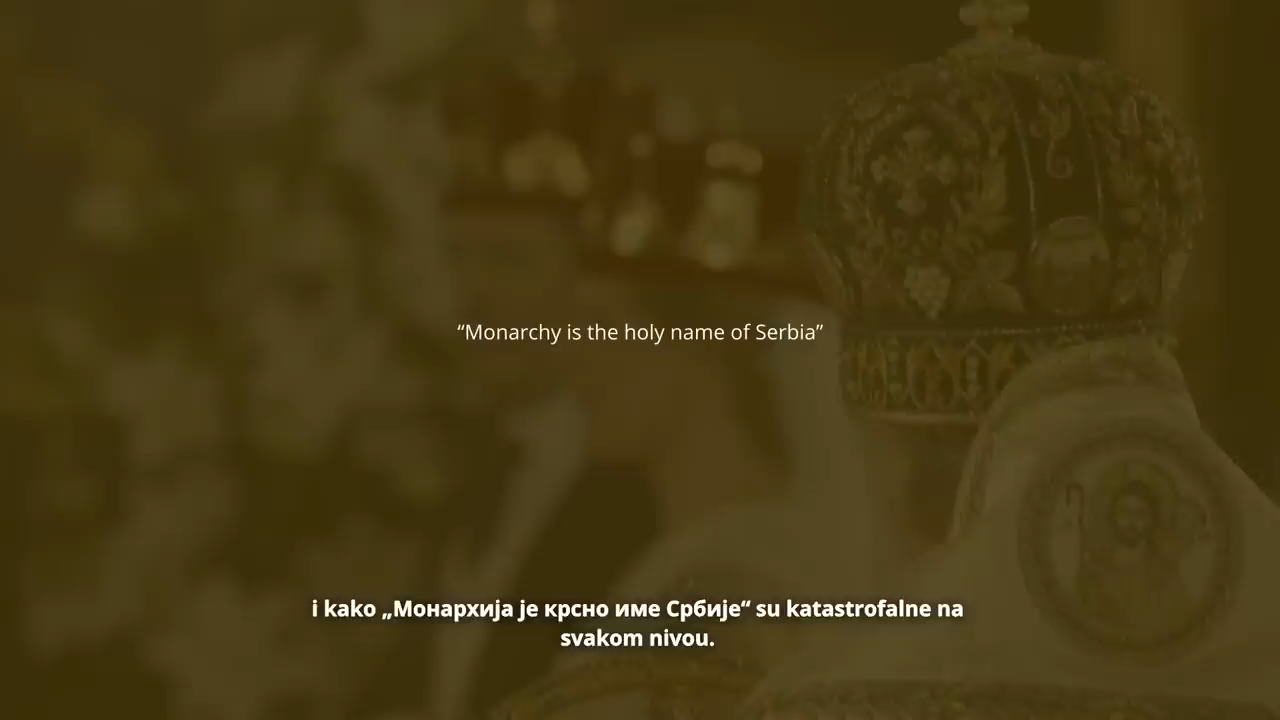 “Monarchy is the holy name of Serbia”
i kako „Монархија је крсно име Србије“ su katastrofalne na
svakom nivou.